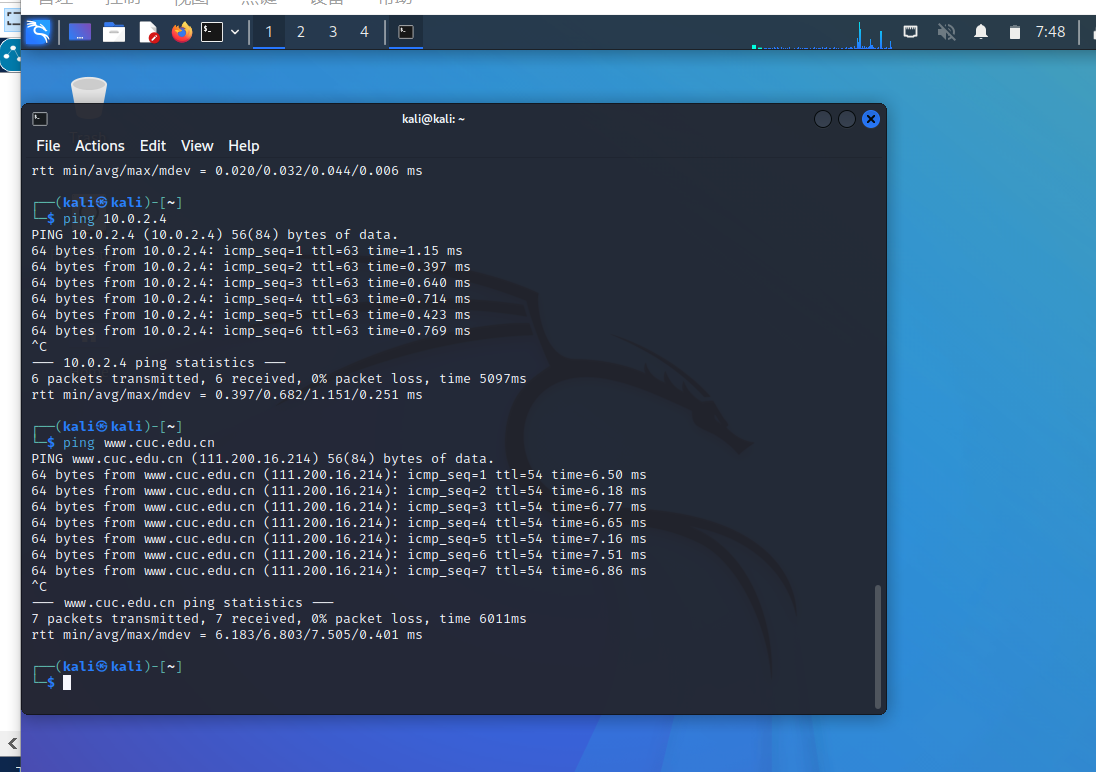 管理 控制 视图 热键 设备 帮助
1 2 3 4 7:48
kali@kali: ~
File Actions Edit View Help
rtt min/avg/max/mdev = 0.020/0.032/0.044/0.006 ms
┌──(kali㉿kali)-[~]
└─$ ping 10.0.2.4
PING 10.0.2.4 (10.0.2.4) 56(84) bytes of data.
64 bytes from 10.0.2.4: icmp_seq=1 ttl=63 time=1.15 ms
64 bytes from 10.0.2.4: icmp_seq=2 ttl=63 time=0.397 ms
64 bytes from 10.0.2.4: icmp_seq=3 ttl=63 time=0.640 ms
64 bytes from 10.0.2.4: icmp_seq=4 ttl=63 time=0.714 ms
64 bytes from 10.0.2.4: icmp_seq=5 ttl=63 time=0.423 ms
64 bytes from 10.0.2.4: icmp_seq=6 ttl=63 time=0.769 ms
^C
--- 10.0.2.4 ping statistics ---
6 packets transmitted, 6 received, 0% packet loss, time 5097ms
rtt min/avg/max/mdev = 0.397/0.682/1.151/0.251 ms
┌──(kali㉿kali)-[~]
└─$ ping www.cuc.edu.cn
PING www.cuc.edu.cn (111.200.16.214) 56(84) bytes of data.
64 bytes from www.cuc.edu.cn (111.200.16.214): icmp_seq=1 ttl=54 time=6.50 ms
64 bytes from www.cuc.edu.cn (111.200.16.214): icmp_seq=2 ttl=54 time=6.18 ms
64 bytes from www.cuc.edu.cn (111.200.16.214): icmp_seq=3 ttl=54 time=6.77 ms
64 bytes from www.cuc.edu.cn (111.200.16.214): icmp_seq=4 ttl=54 time=6.65 ms
64 bytes from www.cuc.edu.cn (111.200.16.214): icmp_seq=5 ttl=54 time=7.16 ms
64 bytes from www.cuc.edu.cn (111.200.16.214): icmp_seq=6 ttl=54 time=7.51 ms
64 bytes from www.cuc.edu.cn (111.200.16.214): icmp_seq=7 ttl=54 time=6.86 ms
^C
--- www.cuc.edu.cn ping statistics ---
7 packets transmitted, 7 received, 0% packet loss, time 6011ms
rtt min/avg/max/mdev = 6.183/6.803/7.505/0.401 ms
┌──(kali㉿kali)-[~]
└─$